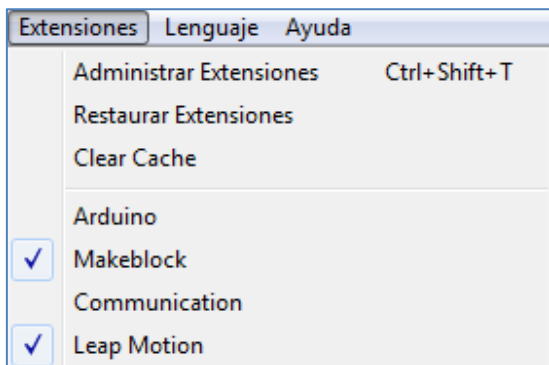 Extensiones Lenguaje Ayuda
Administrar Extensiones Ctrl+Shift+T
Restaurar Extensiones
Clear Cache
Arduino
Makeblock
Communication
Leap Motion